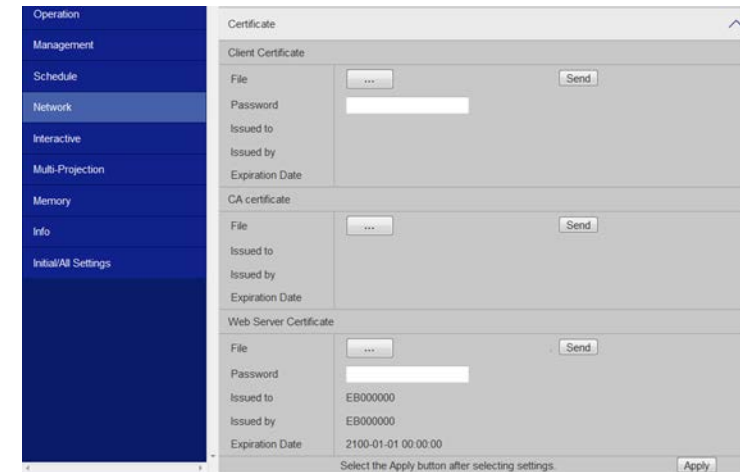 Operation
Management
Schedule
Network
Interactive
Multi-Projection
Memory
Info
Initial/All Settings
Certificate
Client Certificate
File ... Send
Password
Issued to
Issued by
Expiration Date
CA certificate
File ... Send
Issued to
Issued by
Expiration Date
Web Server Certificate
File ... Send
Password
Issued to EB000000
Issued by EB000000
Expiration Date 2100-01-01 00:00:00
Select the Apply button after selecting settings. Apply